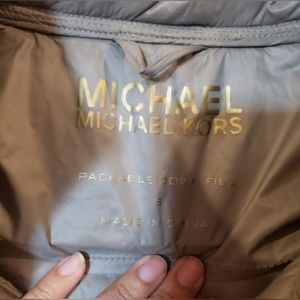 MICHAEL
MICHAEL KORS
PACKABLE DOWN FILL
S
MADE IN CHINA